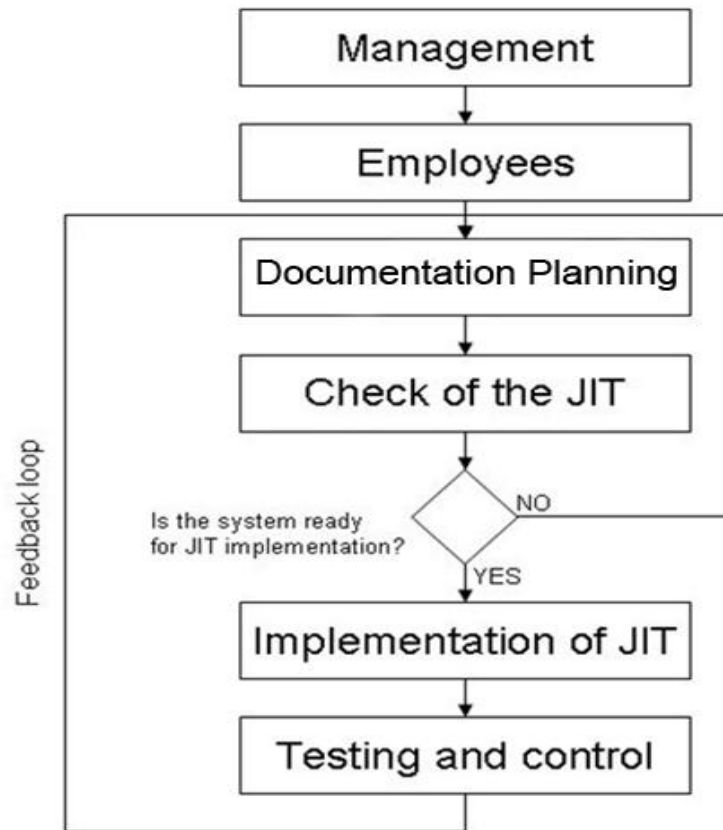 Management
Employees
Documentation Planning
Check of the JIT
NO
Is the system ready
for JIT implementation?
YES
Implementation of JIT
Testing and control
Feedback loop